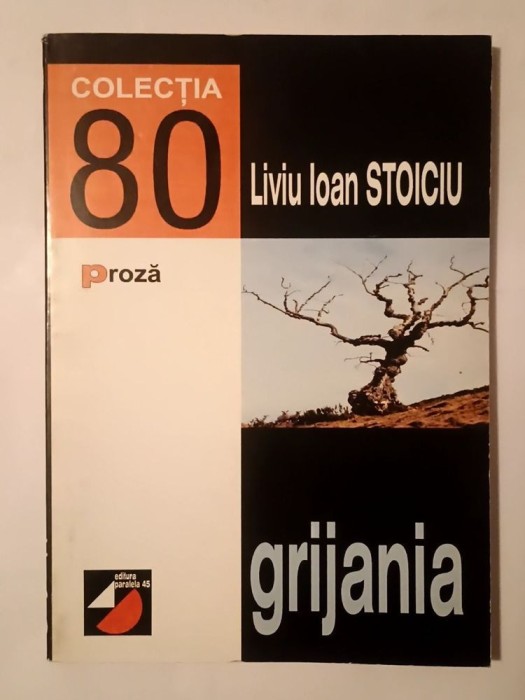 COLECȚIA
80
Liviu Ioan STOICIU
proză
grijania
editura
paralela 45